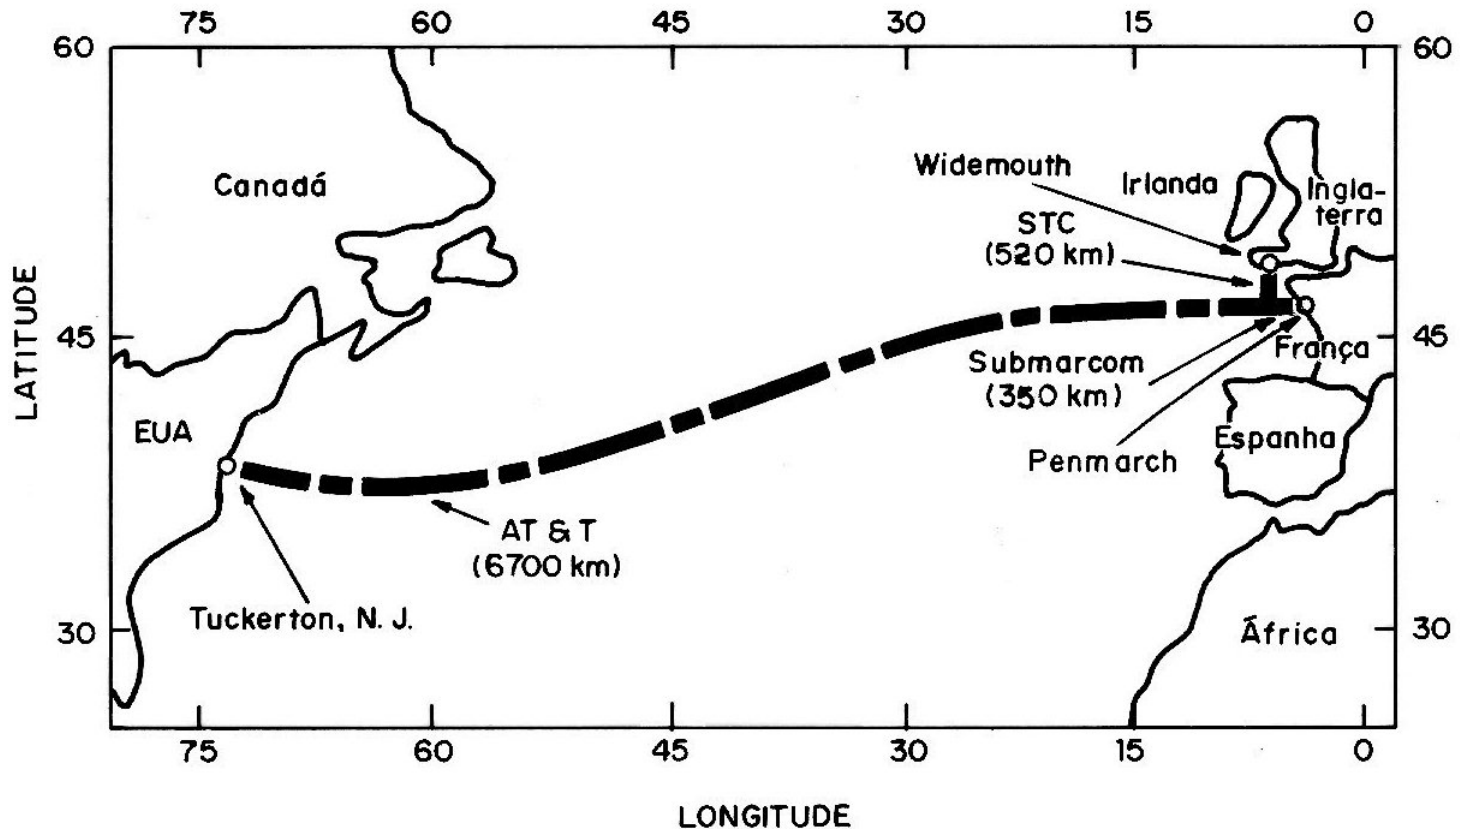 75 60 45 30 15 0
60 60
Canadá
Widemouth
Irlanda
Ingla-
terra
STC
(520 km)
LATITUDE
45 45
Submarcom
(350 km)
França
EUA
Espanha
Penmarch
AT & T
(6700 km)
Tuckerton, N. J.
30 30
África
75 60 45 30 15 0
LONGITUDE